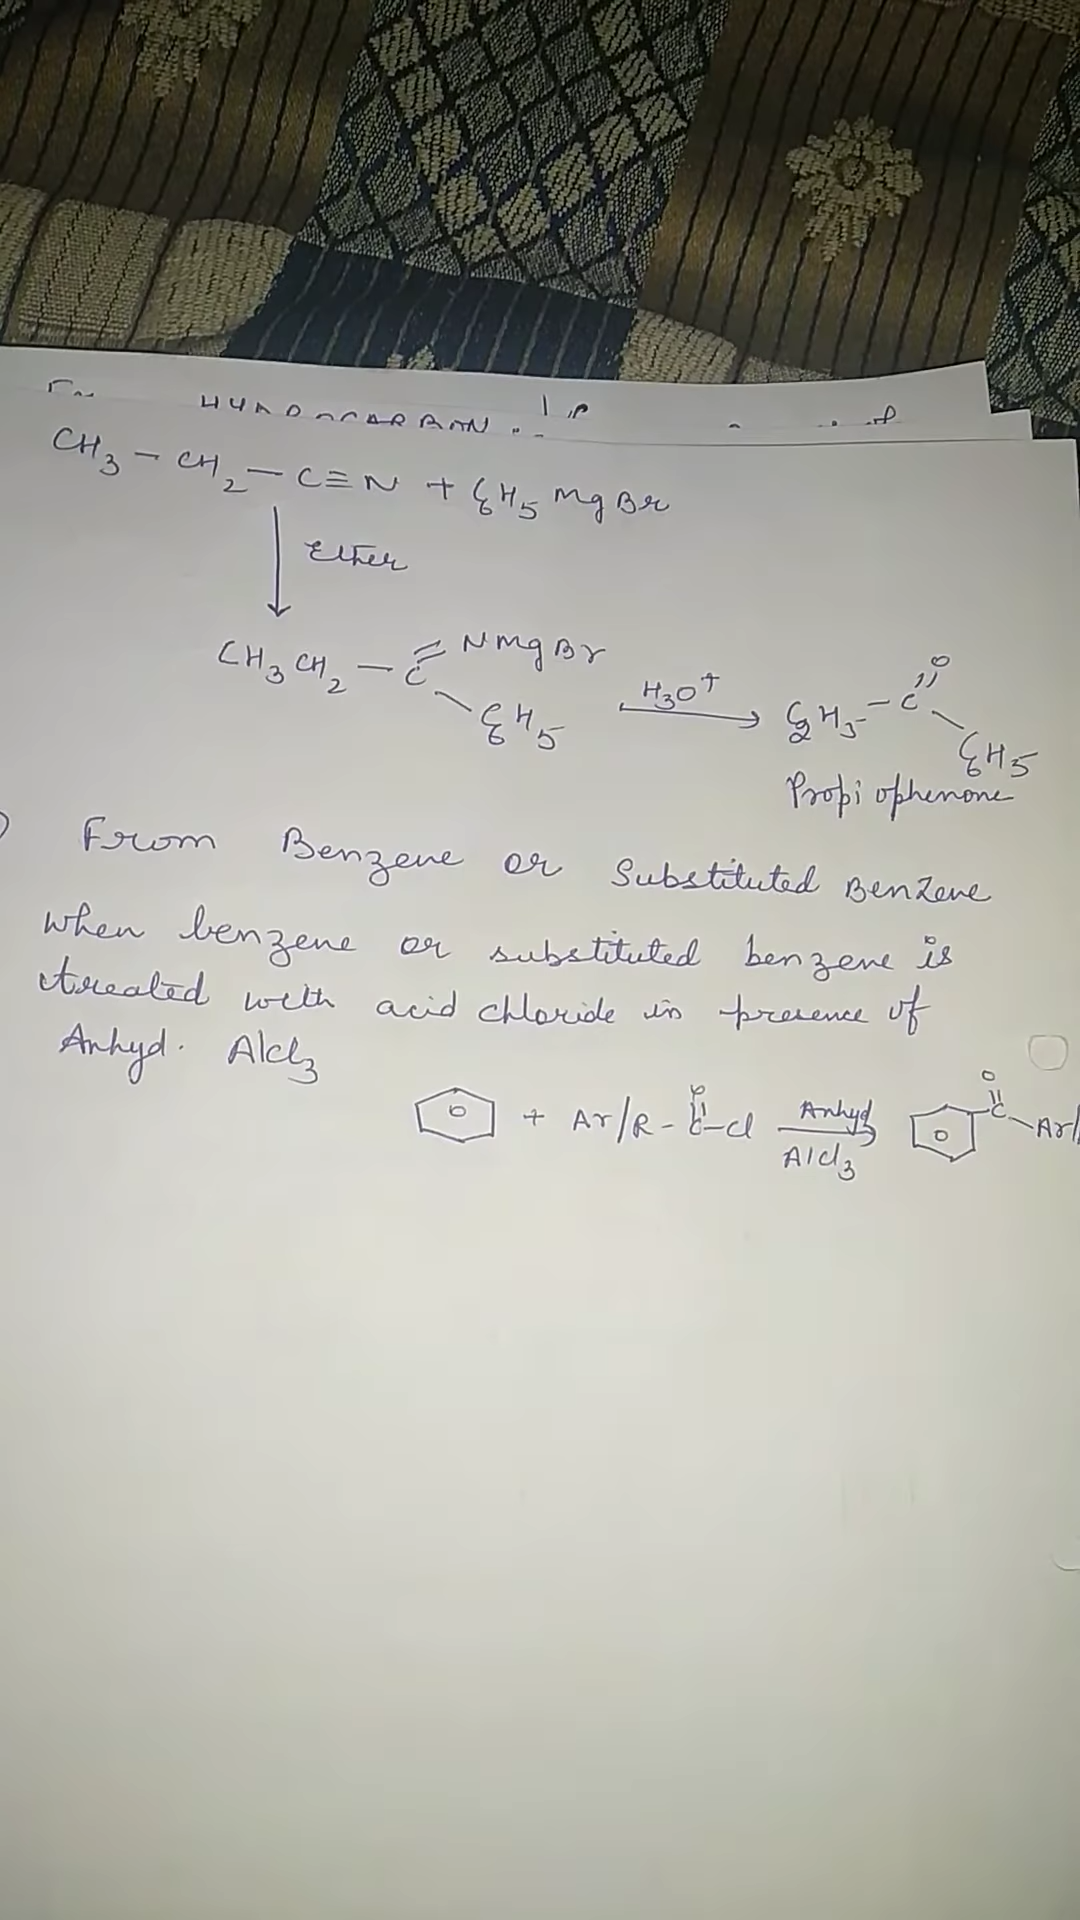 HYDROCARBON
CH3 - CH2 - C≡N + C6H5 MgBr
Ether
CH3 CH2 - C = NMgBr
C6H5
H3O+
C2H5 - C = O
C6H5
Propiophenone
From Benzene or Substituted Benzene
when benzene or substituted benzene is
treated with acid chloride in presence of
Anhyd. AlCl3
+ Ar/R - C - Cl
O
Anhyd
AlCl3
O
C - Ar/